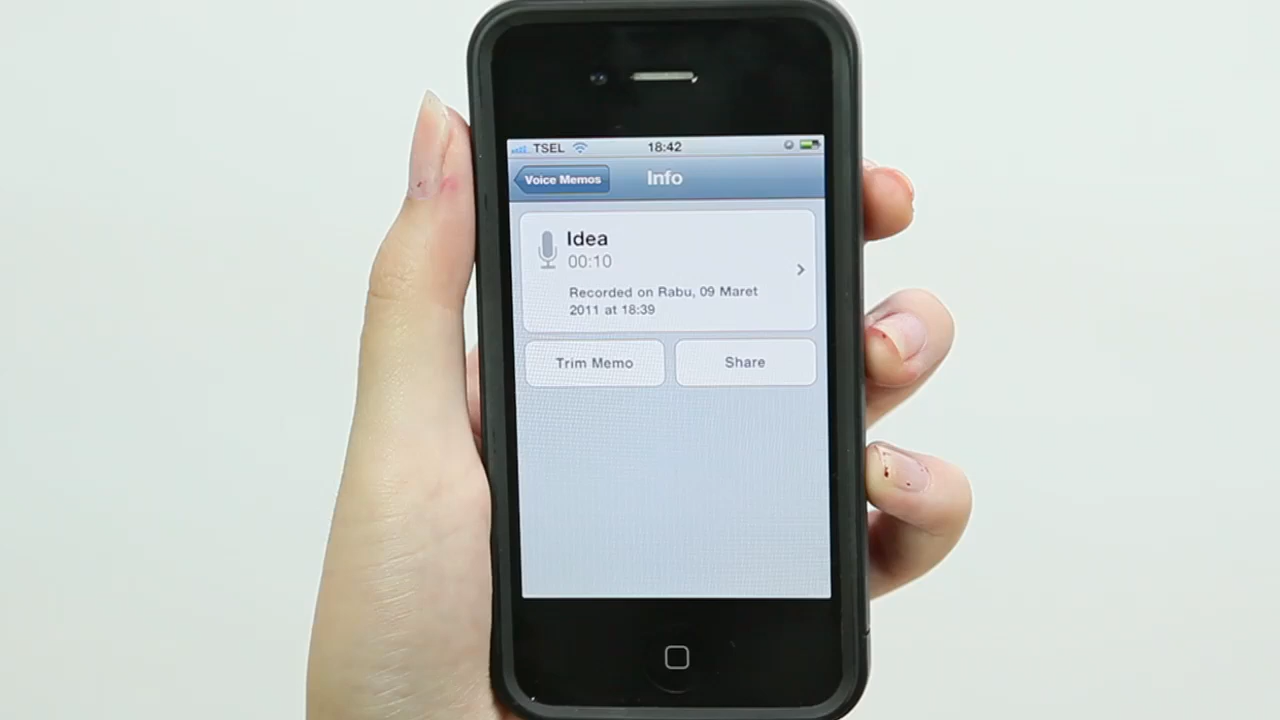 TSEL 18:42
Voice Memos Info
Idea
00:10
Recorded on Rabu, 09 Maret
2011 at 18:39
Trim Memo Share